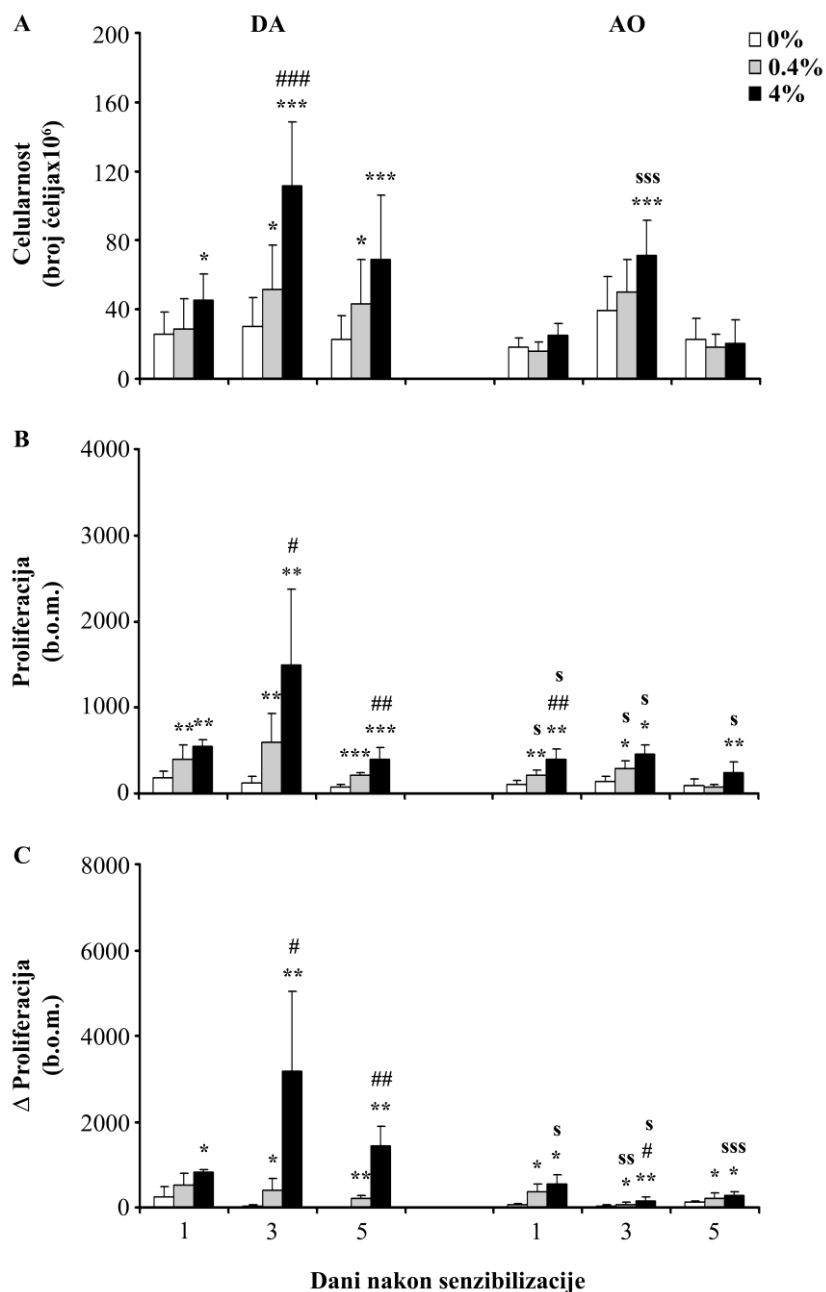 A
DA
AO
0%
0.4%
4%
Celularnost
(broj ćelijax10⁶)
200
160
120
80
40
0
*
*
###
***
*
***
sss
***
B
Proliferacija
(b.o.m.)
4000
3000
2000
1000
0
**
**
**
#
**
***
##
***
s
**
s
##
**
s
*
s
*
s
**
C
Δ Proliferacija
(b.o.m.)
8000
6000
4000
2000
0
*
*
#
**
**
##
**
*
s
*
ss
*
s
#
**
*
sss
*
1
3
5
1
3
5
Dani nakon senzibilizacije